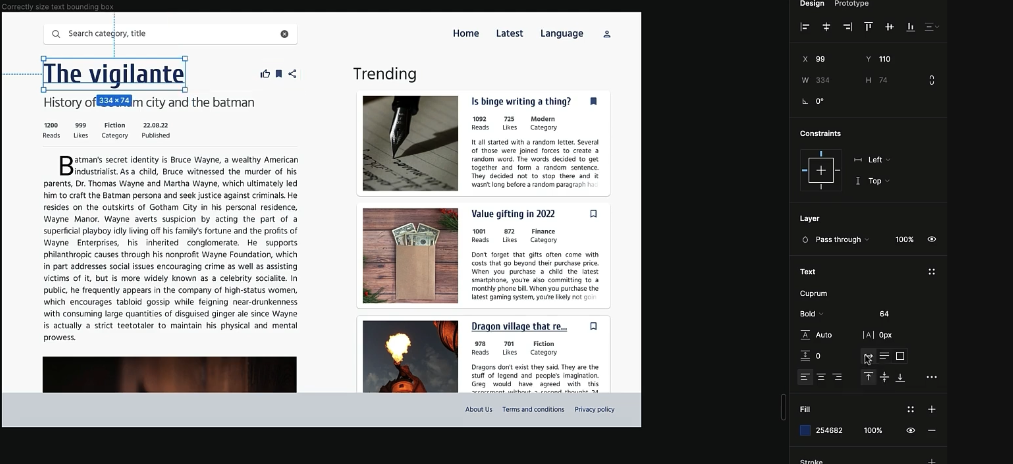 Correctly size text bounding box
Design Prototype
Search category, title
Home Latest Language
X 99 Y 110
W 334 H 74
0°
The vigilante
334 × 74
History of m city and the batman
1200 999 Fiction 22.08.22
Reads Likes Category Published
Batman's secret identity is Bruce Wayne, a wealthy American
industrialist. As a child, Bruce witnessed the murder of his
parents, Dr. Thomas Wayne and Martha Wayne, which ultimately led
him to craft the Batman persona and seek justice against criminals. He
resides on the outskirts of Gotham City in his personal residence,
Wayne Manor. Wayne averts suspicion by acting the part of a
superficial playboy idly living off his family's fortune and the profits of
Wayne Enterprises, his inherited conglomerate. He supports
philanthropic causes through his nonprofit Wayne Foundation, which
in part addresses social issues encouraging crime as well as assisting
victims of it, but is more widely known as a celebrity socialite. In
public, he frequently appears in the company of high-status women,
which encourages tabloid gossip while feigning near-drunkenness
with consuming large quantities of disguised ginger ale since Wayne
is actually a strict teetotaler to maintain his physical and mental
prowess.
Trending
Is binge writing a thing?
1092 725 Modern
Reads Likes Category
It all started with a random letter. Several
of those were joined forces to create a
random word. The words decided to get
together and form a random sentence.
They decided not to stop there and it
wasn't long before a random paragraph ha
Value gifting in 2022
1001 872 Finance
Reads Likes Category
Don't forget that gifts often come with
costs that go beyond their purchase price.
When you purchase a child the latest
smartphone, you're also committing to a
monthly phone bill. When you purchase the
latest gaming system, you're likely not goin
Dragon village that re...
978 701 Fiction
Reads Likes Category
Dragons don't exist they said. They are the
stuff of legend and people's imagination.
Greg would have agreed with this
assessment without a second thought 24
About Us Terms and conditions Privacy policy
Constraints
Left
Top
Layer
Pass through 100%
Text
Cuprum
Bold 64
Auto 0px
0
Fill
254682 100%
Stroke